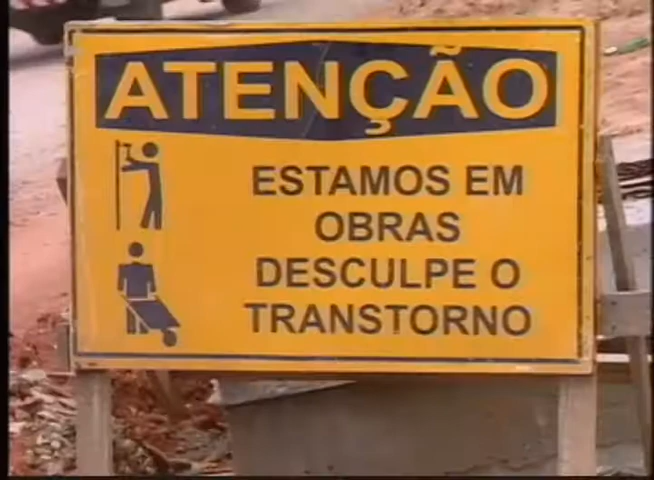 ATENÇÃO
ESTAMOS EM
OBRAS
DESCULPE O
TRANSTORNO